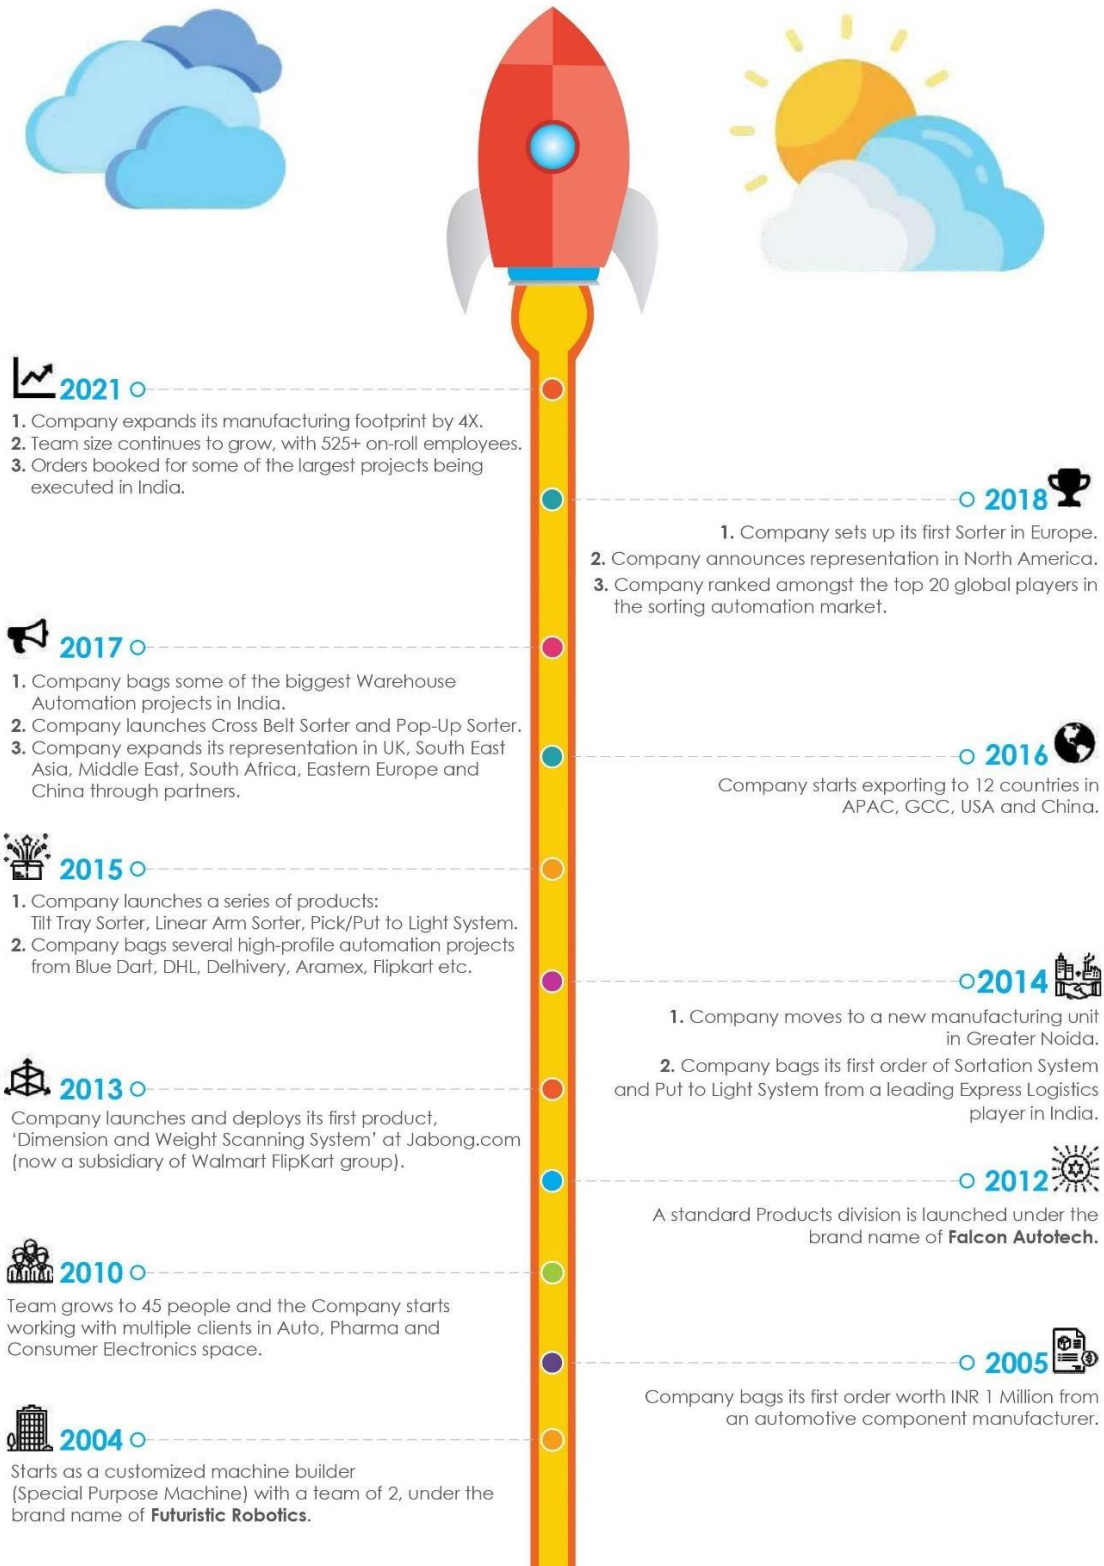 2021
1. Company expands its manufacturing footprint by 4X.
2. Team size continues to grow, with 525+ on-roll employees.
3. Orders booked for some of the largest projects being
executed in India.
2018
1. Company sets up its first Sorter in Europe.
2. Company announces representation in North America.
3. Company ranked amongst the top 20 global players in
the sorting automation market.
2017
1. Company bags some of the biggest Warehouse
Automation projects in India.
2. Company launches Cross Belt Sorter and Pop-Up Sorter.
3. Company expands its representation in UK, South East
Asia, Middle East, South Africa, Eastern Europe and
China through partners.
2016
Company starts exporting to 12 countries in
APAC, GCC, USA and China.
2015
1. Company launches a series of products:
Tilt Tray Sorter, Linear Arm Sorter, Pick/Put to Light System.
2. Company bags several high-profile automation projects
from Blue Dart, DHL, Delhivery, Aramex, Flipkart etc.
2014
1. Company moves to a new manufacturing unit
in Greater Noida.
2. Company bags its first order of Sortation System
and Put to Light System from a leading Express Logistics
player in India.
2013
Company launches and deploys its first product,
‘Dimension and Weight Scanning System’ at Jabong.com
(now a subsidiary of Walmart FlipKart group).
2012
A standard Products division is launched under the
brand name of Falcon Autotech.
2010
Team grows to 45 people and the Company starts
working with multiple clients in Auto, Pharma and
Consumer Electronics space.
2005
Company bags its first order worth INR 1 Million from
an automotive component manufacturer.
2004
Starts as a customized machine builder
(Special Purpose Machine) with a team of 2, under the
brand name of Futuristic Robotics.